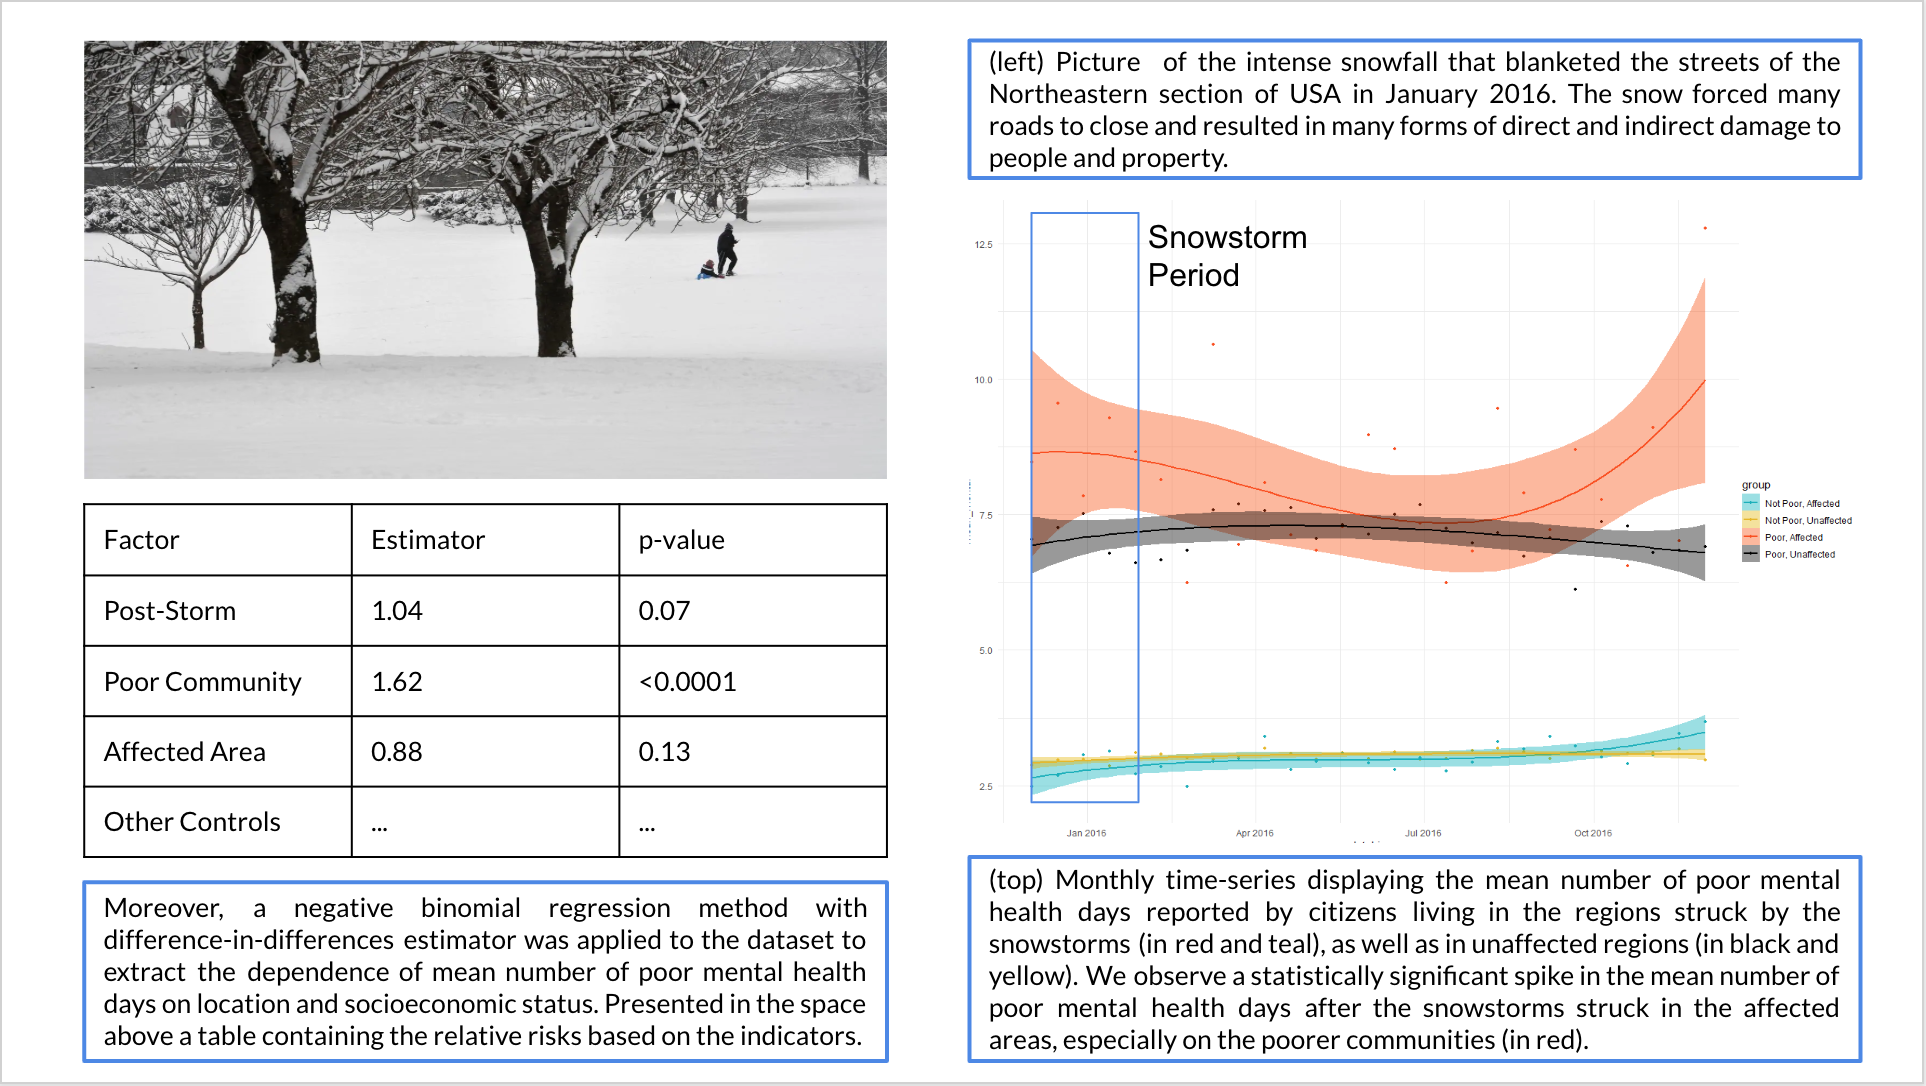 (left) Picture of the intense snowfall that blanketed the streets of the
Northeastern section of USA in January 2016. The snow forced many
roads to close and resulted in many forms of direct and indirect damage to
people and property.
Snowstorm
Period
12.5
10.0
7.5
5.0
2.5
Jan 2016 Apr 2016 Jul 2016 Oct 2016
group
Not Poor, Affected
Not Poor, Unaffected
Poor, Affected
Poor, Unaffected
Factor Estimator p-value
Post-Storm 1.04 0.07
Poor Community 1.62 <0.0001
Affected Area 0.88 0.13
Other Controls ... ...
Moreover, a negative binomial regression method with
difference-in-differences estimator was applied to the dataset to
extract the dependence of mean number of poor mental health
days on location and socioeconomic status. Presented in the space
above a table containing the relative risks based on the indicators.
(top) Monthly time-series displaying the mean number of poor mental
health days reported by citizens living in the regions struck by the
snowstorms (in red and teal), as well as in unaffected regions (in black and
yellow). We observe a statistically significant spike in the mean number of
poor mental health days after the snowstorms struck in the affected
areas, especially on the poorer communities (in red).